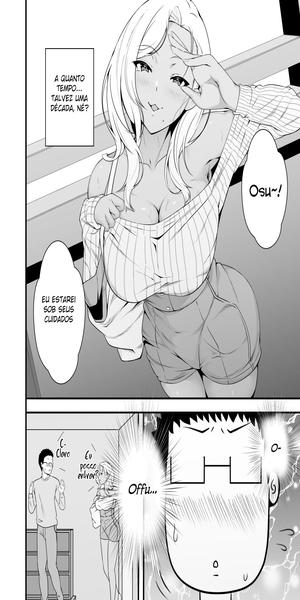 A QUANTO
TEMPO...
TALVEZ UMA
DÉCADA, NÉ?
Osu~!
EU ESTAREI
SOB SEUS
CUIDADOS
O-
Offu...
C-
Claro
Eu
posso
entrar?